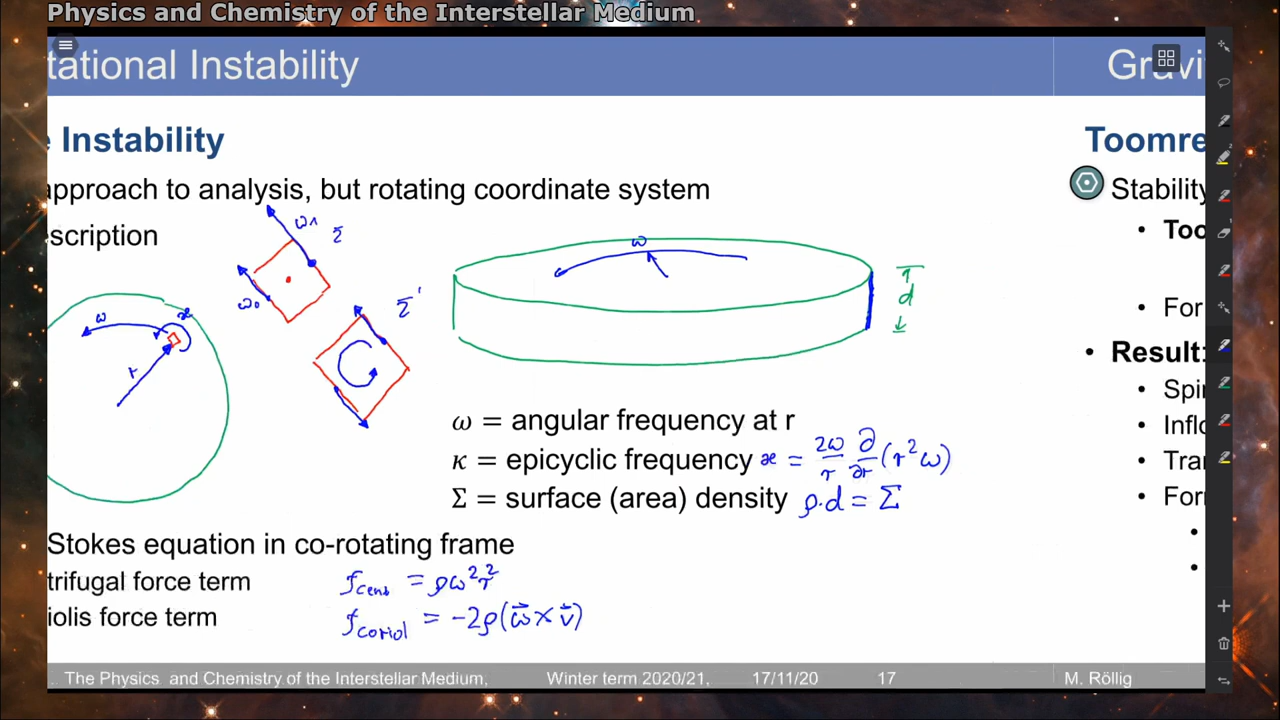 Physics and Chemistry of the Interstellar Medium
tational Instability
Gravi
e Instability
Toomre
approach to analysis, but rotating coordinate system
Stability
scription
Too
For
Result:
Spi
Infl
Tra
For
ω
r
ω
d
ω = angular frequency at r
κ = epicyclic frequency ϰ = 2ω/r ∂/∂r (r²ω)
Σ = surface (area) density ρ·d = Σ
Stokes equation in co-rotating frame
trifugal force term f_cent = ρω²r²
iolis force term f_coriol = -2ρ(ω⃗ × v⃗)
. The Physics and Chemistry of the Interstellar Medium, Winter term 2020/21, 17/11/20 17 M. Röllig